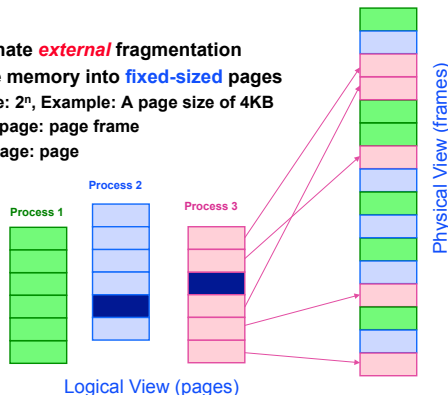 nate external fragmentation
e memory into fixed-sized pages
e: 2ⁿ, Example: A page size of 4KB
page: page frame
age: page
Process 1
Process 2
Process 3
Physical View (frames)
Logical View (pages)